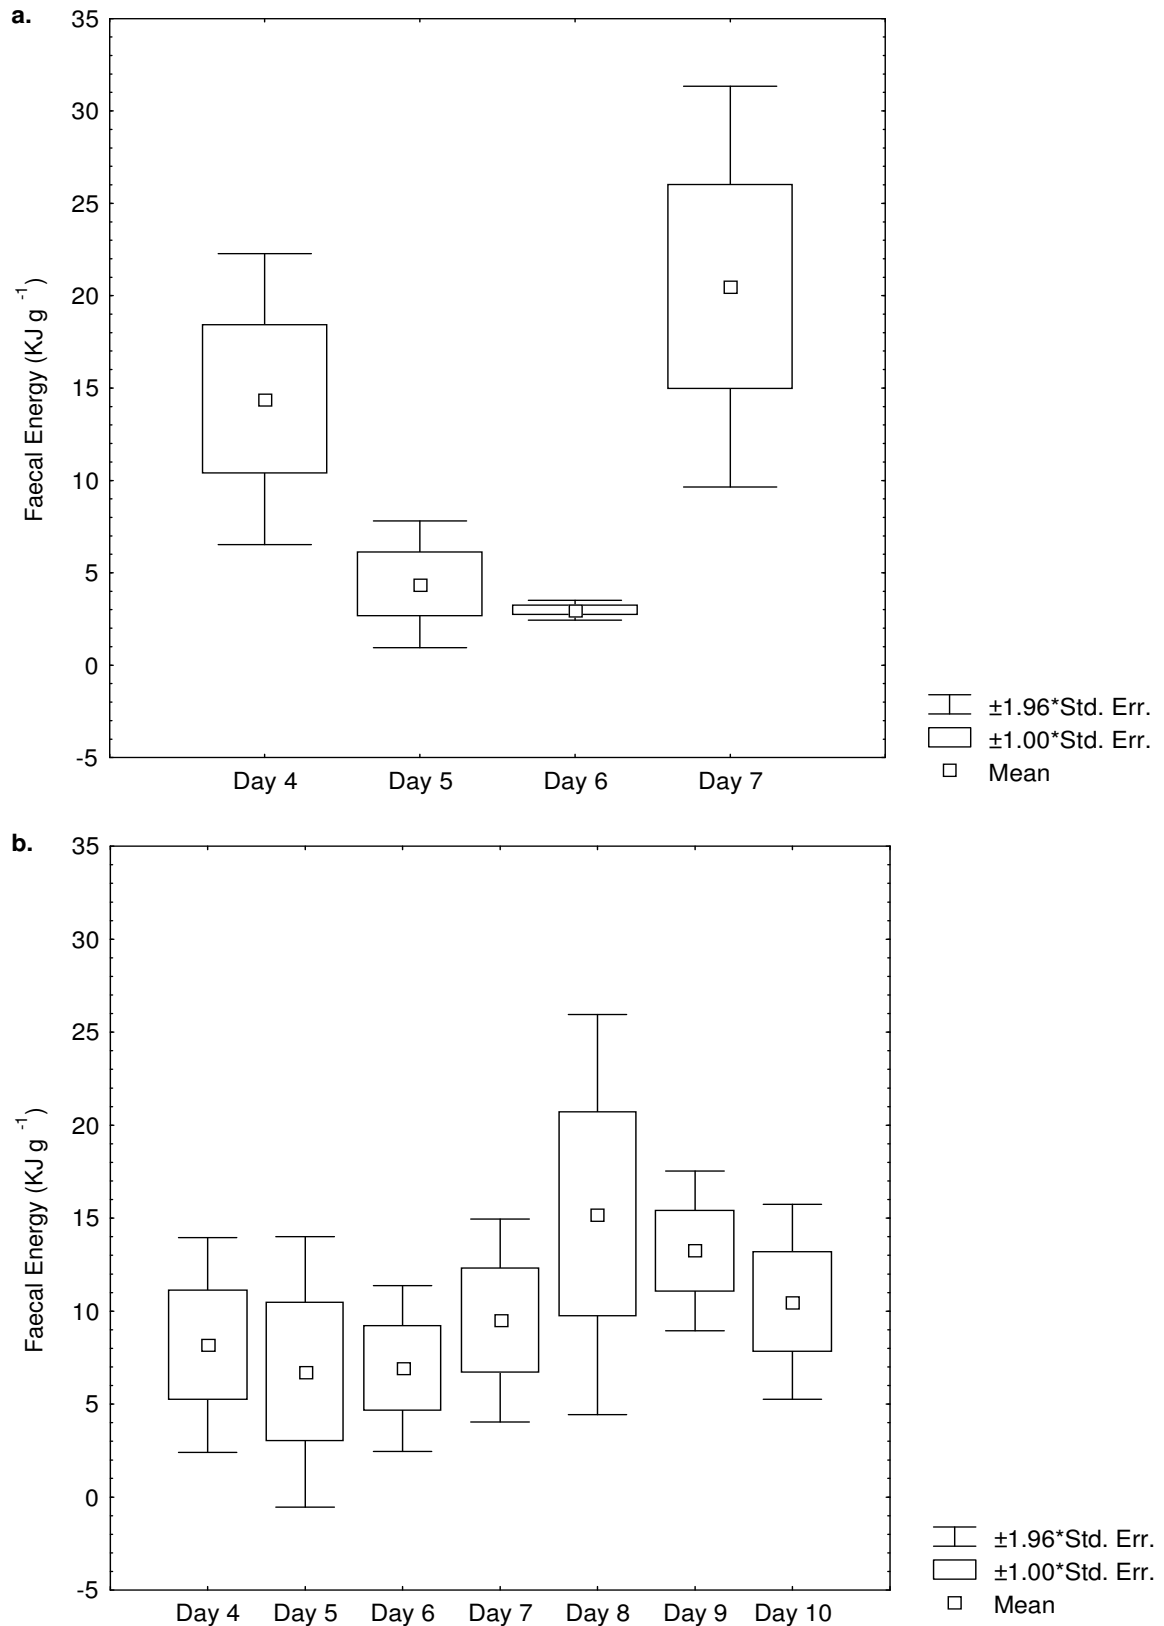 a.
35
30
25
20
15
10
5
0
-5
Faecal Energy (KJ g -1)
Day 4 Day 5 Day 6 Day 7
±1.96*Std. Err.
±1.00*Std. Err.
Mean
b.
35
30
25
20
15
10
5
0
-5
Faecal Energy (KJ g -1)
Day 4 Day 5 Day 6 Day 7 Day 8 Day 9 Day 10
±1.96*Std. Err.
±1.00*Std. Err.
Mean